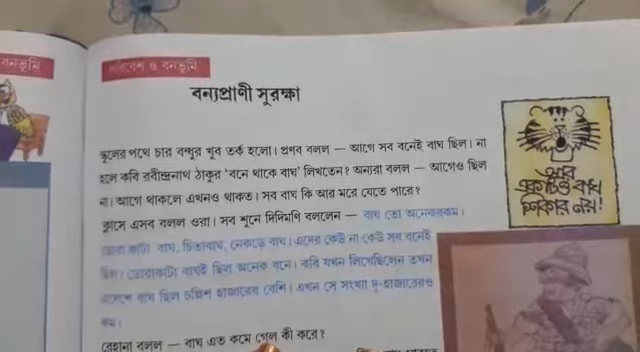 বনভূমি
পরিবেশ ও বনভূমি
বন্যপ্রাণী সুরক্ষা
স্কুলের পথে চার বন্ধুর খুব তর্ক হলো। প্রণব বলল — আগে সব বনেই বাঘ ছিল। না
হলে কবি রবীন্দ্রনাথ ঠাকুর 'বনে থাকে বাঘ' লিখতেন? অন্যরা বলল — আগেও ছিল
না। আগে থাকলে এখনও থাকত। সব বাঘ কি আর মরে যেতে পারে?
ক্লাসে এসব বলল ওরা। সব শুনে দিদিমণি বললেন — বাঘ তো অনেকরকম।
ডোরাকাটা বাঘ, চিতাবাঘ, নেকড়ে বাঘ। এদের কেউ না কেউ সব বনেই
ছিল। ডোরাকাটা বাঘই ছিল অনেক বনে। কবি যখন লিখেছিলেন তখন
এদেশে বাঘ ছিল চল্লিশ হাজারের বেশি। এখন সে সংখ্যা দু-হাজারেরও
কম।
রেহানা বলল — বাঘ এত কমে গেল কী করে?
একটিও বাঘ
শিকার নয়!!